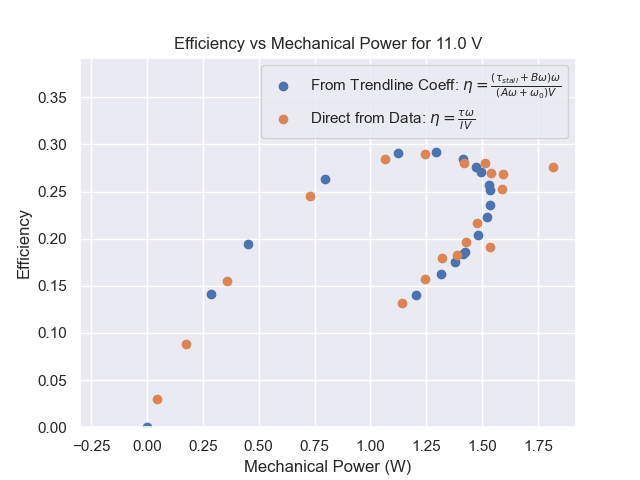 Efficiency vs Mechanical Power for 11.0 V
From Trendline Coeff: η = (τ_stall + Bω)ω / (Aω + ω₀)V
Direct from Data: η = τω / IV
0.35
0.30
0.25
0.20
0.15
0.10
0.05
0.00
Efficiency
−0.25 0.00 0.25 0.50 0.75 1.00 1.25 1.50 1.75
Mechanical Power (W)